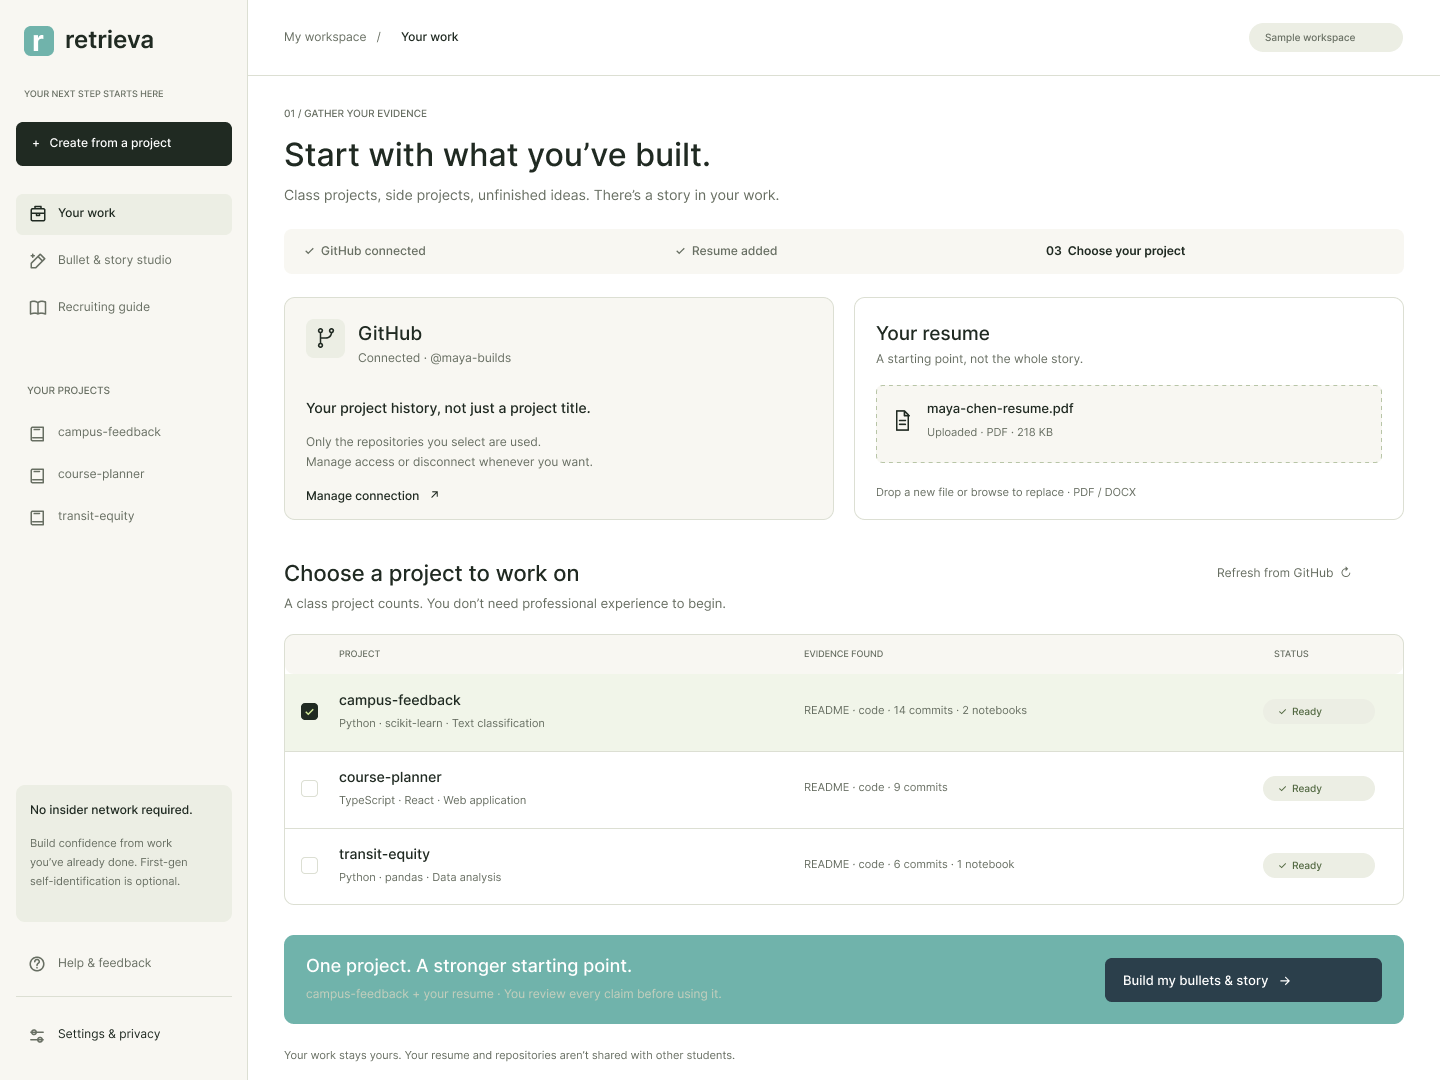 r retrieva
YOUR NEXT STEP STARTS HERE
+ Create from a project
Your work
Bullet & story studio
Recruiting guide
YOUR PROJECTS
campus-feedback
course-planner
transit-equity
No insider network required.
Build confidence from work
you’ve already done. First-gen
self-identification is optional.
Help & feedback
Settings & privacy
My workspace / Your work
Sample workspace
01 / GATHER YOUR EVIDENCE
Start with what you’ve built.
Class projects, side projects, unfinished ideas. There’s a story in your work.
✓ GitHub connected
✓ Resume added
03 Choose your project
GitHub
Connected · @maya-builds
Your project history, not just a project title.
Only the repositories you select are used.
Manage access or disconnect whenever you want.
Manage connection ↗
Your resume
A starting point, not the whole story.
maya-chen-resume.pdf
Uploaded · PDF · 218 KB
Drop a new file or browse to replace · PDF / DOCX
Choose a project to work on
Refresh from GitHub ↻
A class project counts. You don’t need professional experience to begin.
PROJECT EVIDENCE FOUND STATUS
campus-feedback
Python · scikit-learn · Text classification
README · code · 14 commits · 2 notebooks
✓ Ready
course-planner
TypeScript · React · Web application
README · code · 9 commits
✓ Ready
transit-equity
Python · pandas · Data analysis
README · code · 6 commits · 1 notebook
✓ Ready
One project. A stronger starting point.
campus-feedback + your resume · You review every claim before using it.
Build my bullets & story →
Your work stays yours. Your resume and repositories aren’t shared with other students.